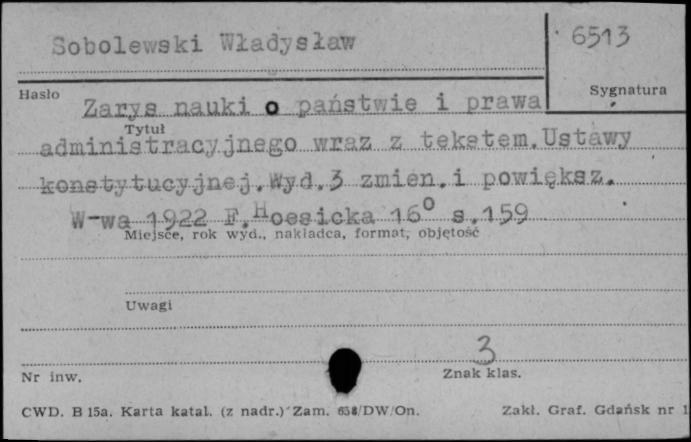 Sobolewski Władysław
6513
Hasło
Sygnatura
Zarys nauki o państwie i prawa
Tytuł
administracyjnego wraz z tekstem.Ustawy
konstytucyjnej.Wyd.3 zmien.i powiększ.
W-wa 1922 F.Hoesicka 16° s.159
Miejsce, rok wyd., nakładca, format, objętość
Uwagi
3
Nr inw.
Znak klas.
CWD. B 15a. Karta katal. (z nadr.) Zam. 658/DW/On.
Zakł. Graf. Gdańsk nr 1